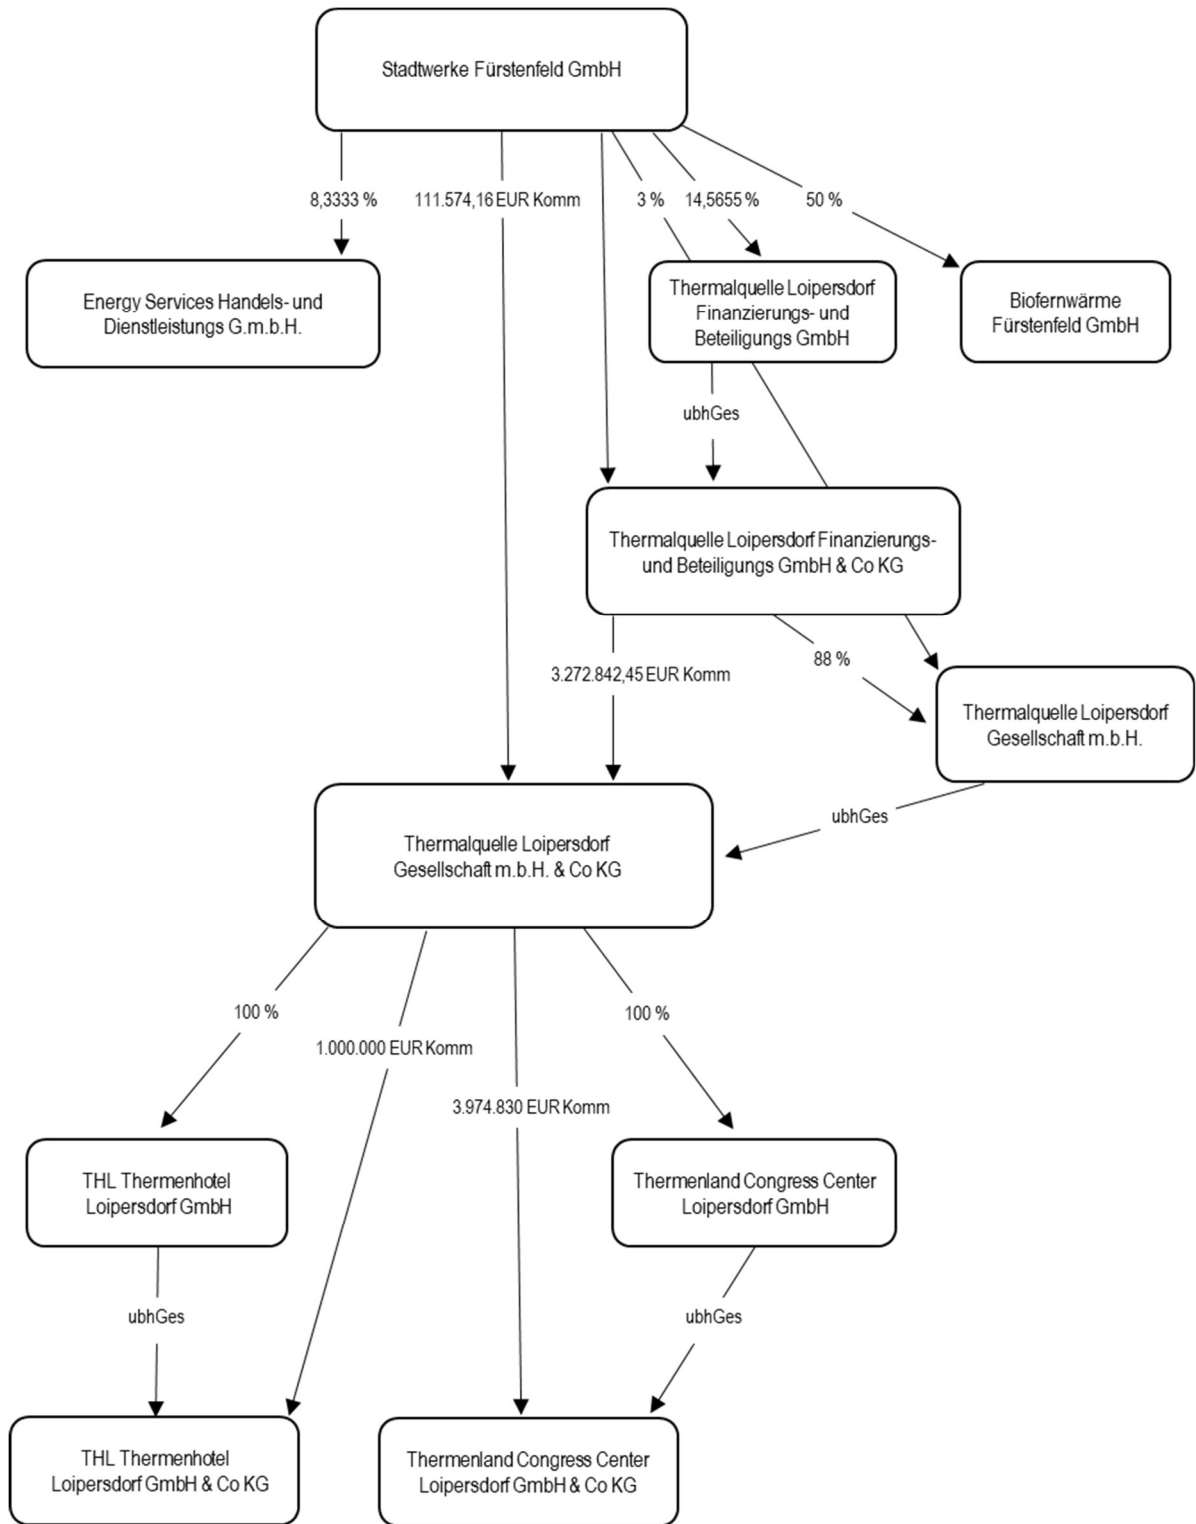 Stadtwerke Fürstenfeld GmbH
8,3333 %
111.574,16 EUR Komm
3 %
14,5655 %
50 %
Energy Services Handels- und
Dienstleistungs G.m.b.H.
Thermalquelle Loipersdorf
Finanzierungs- und
Beteiligungs GmbH
Biofernwärme
Fürstenfeld GmbH
ubhGes
Thermalquelle Loipersdorf Finanzierungs-
und Beteiligungs GmbH & Co KG
3.272.842,45 EUR Komm
88 %
Thermalquelle Loipersdorf
Gesellschaft m.b.H.
ubhGes
Thermalquelle Loipersdorf
Gesellschaft m.b.H. & Co KG
100 %
1.000.000 EUR Komm
3.974.830 EUR Komm
100 %
THL Thermenhotel
Loipersdorf GmbH
Thermenland Congress Center
Loipersdorf GmbH
ubhGes
ubhGes
THL Thermenhotel
Loipersdorf GmbH & Co KG
Thermenland Congress Center
Loipersdorf GmbH & Co KG